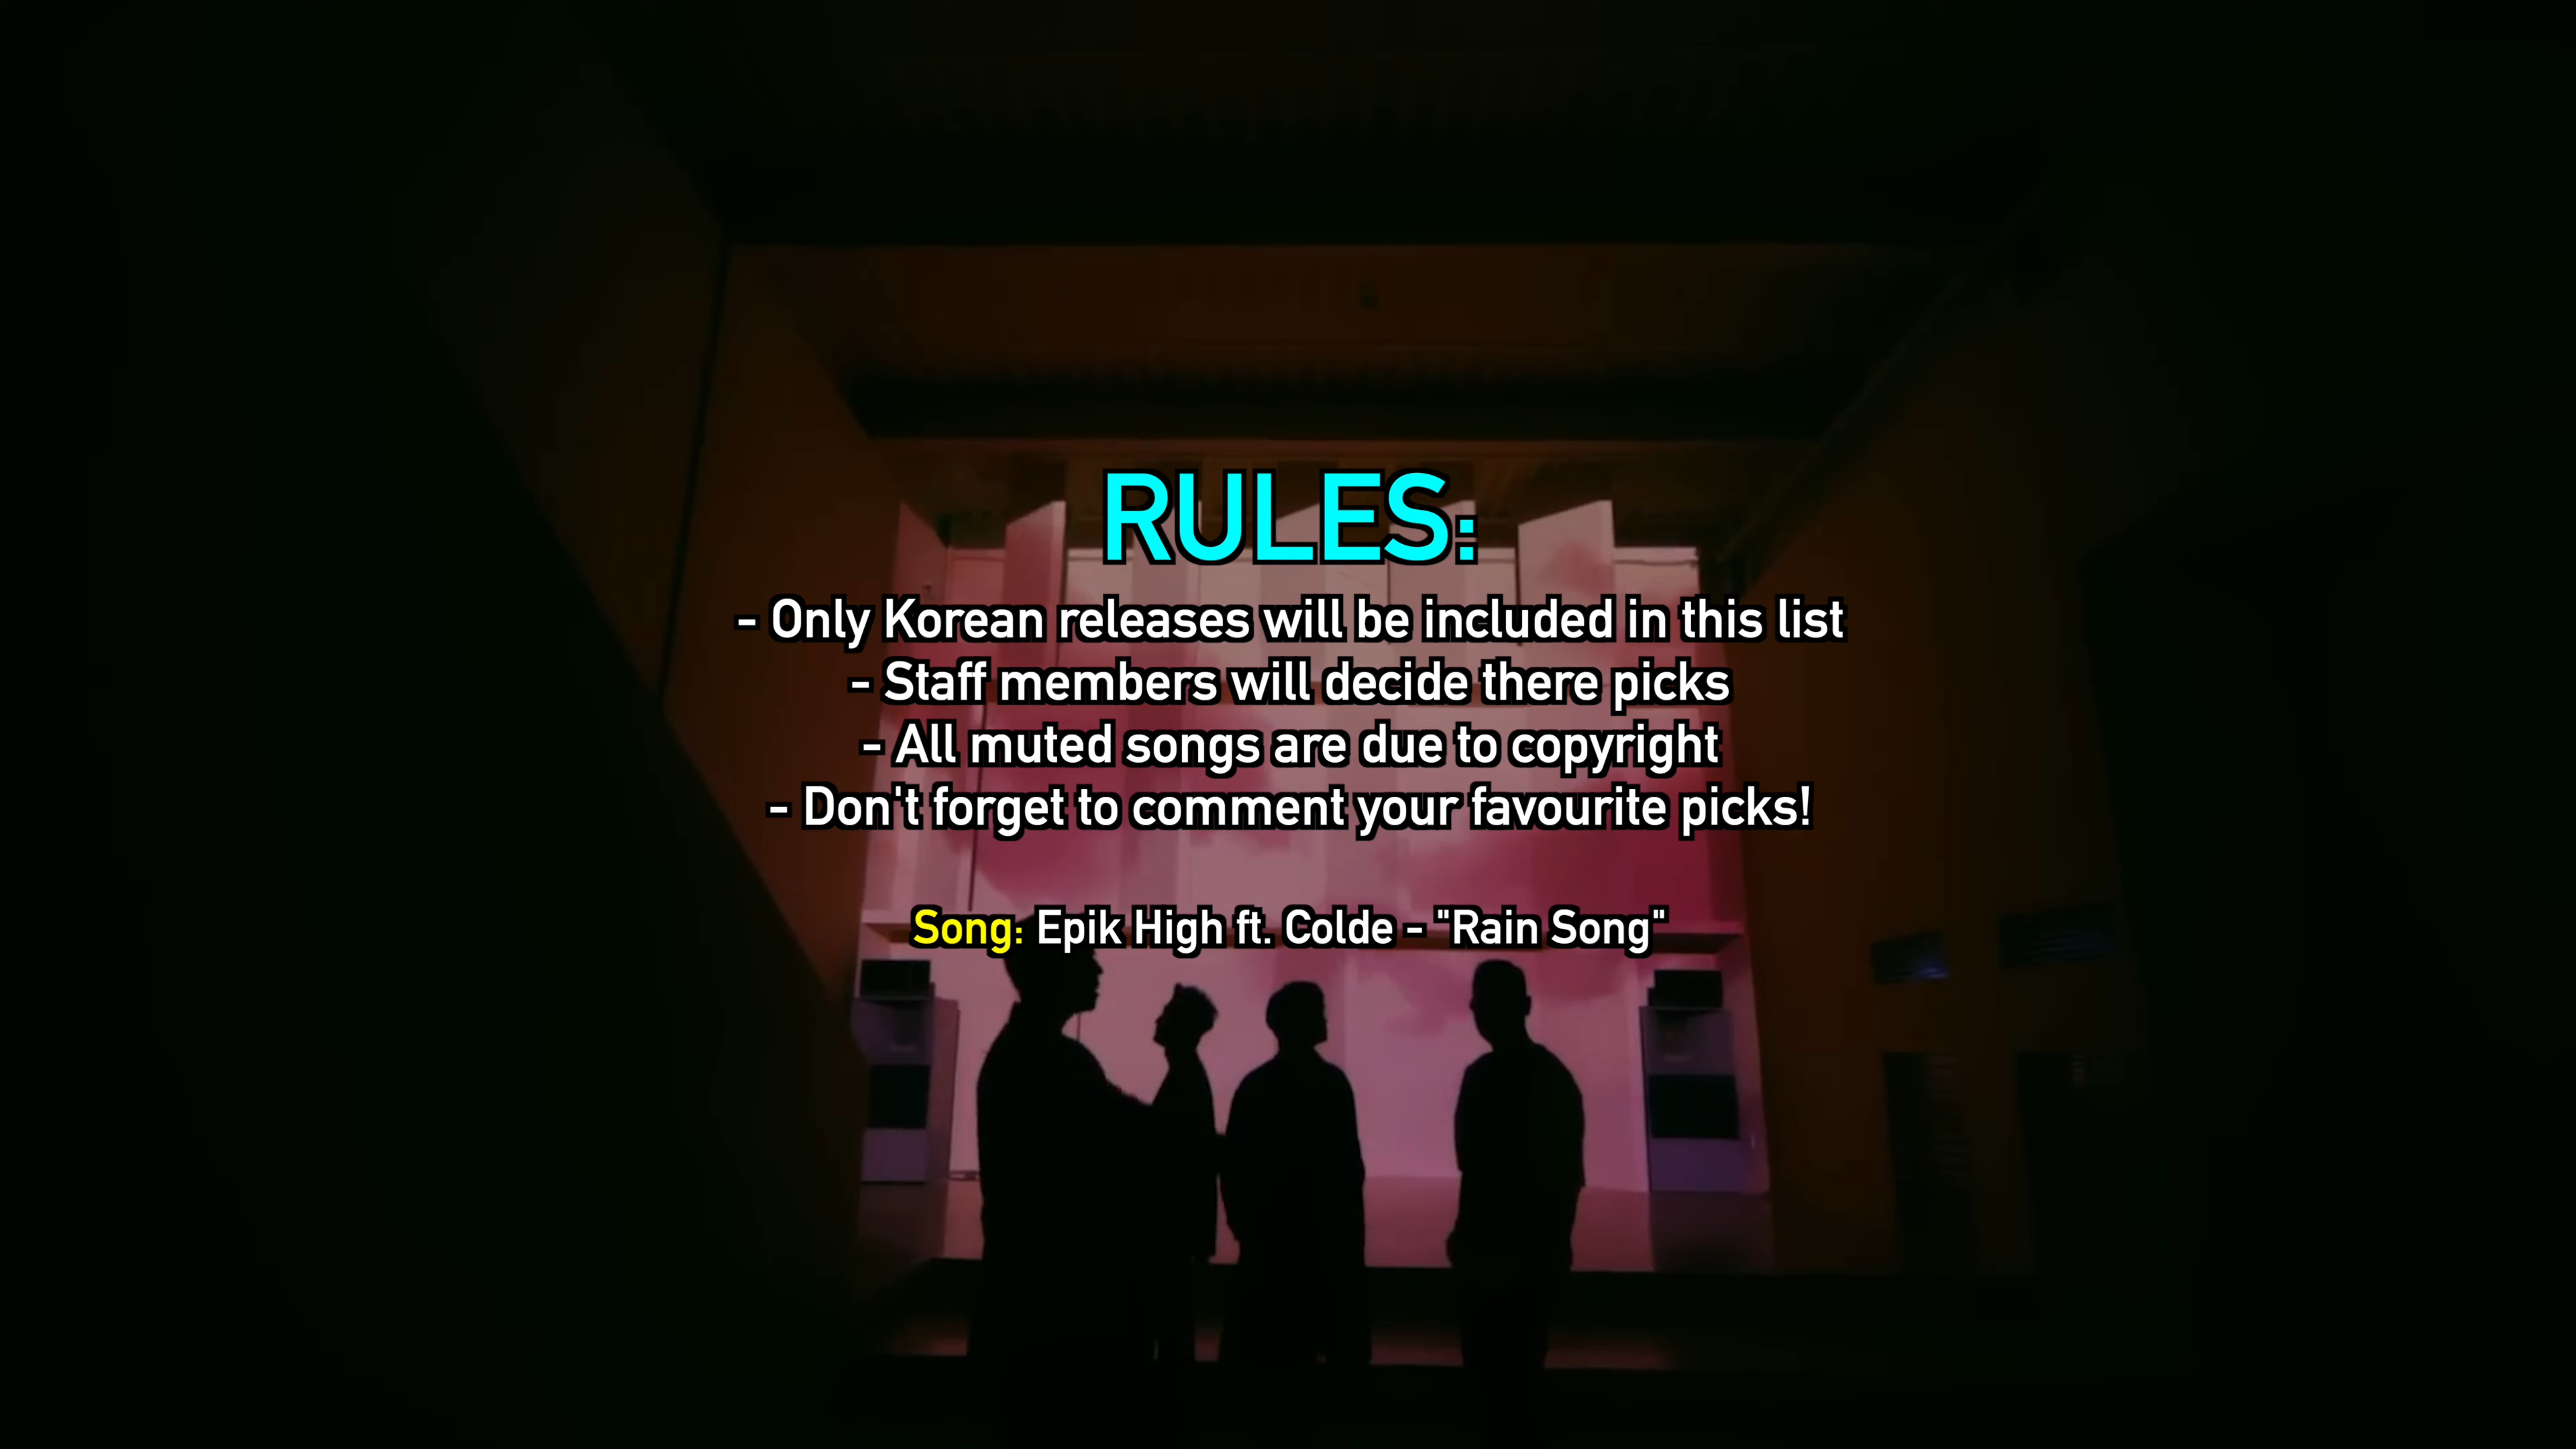 RULES:
- Only Korean releases will be included in this list
- Staff members will decide there picks
- All muted songs are due to copyright
- Don't forget to comment your favourite picks!
Song: Epik High ft. Colde - "Rain Song"